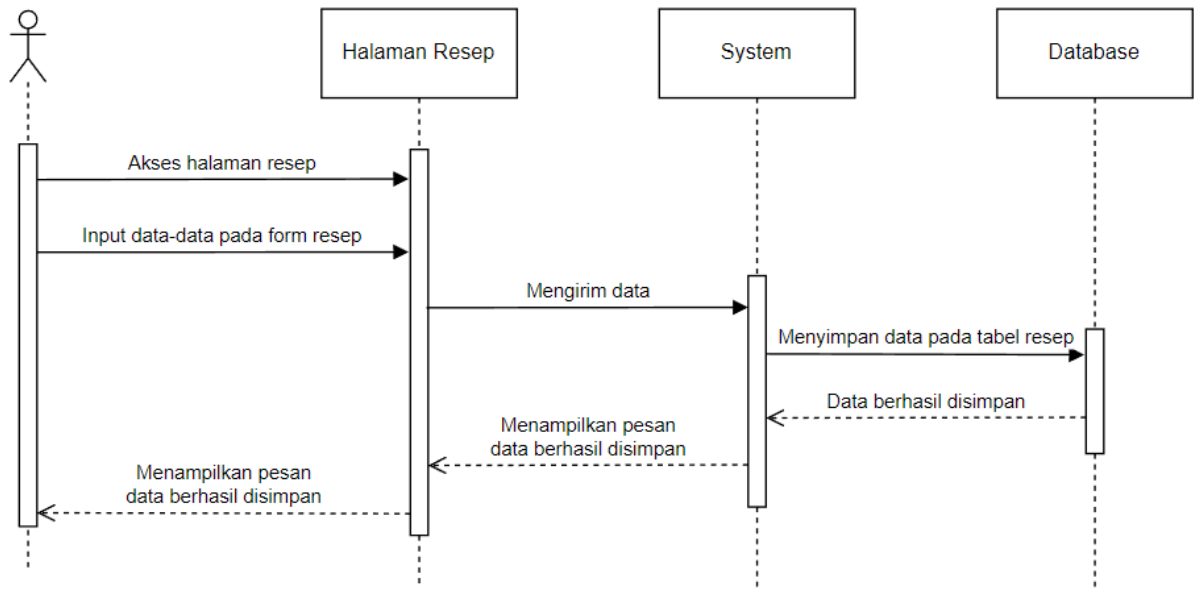 Halaman Resep
System
Database
Akses halaman resep
Input data-data pada form resep
Mengirim data
Menyimpan data pada tabel resep
Data berhasil disimpan
Menampilkan pesan
data berhasil disimpan
Menampilkan pesan
data berhasil disimpan